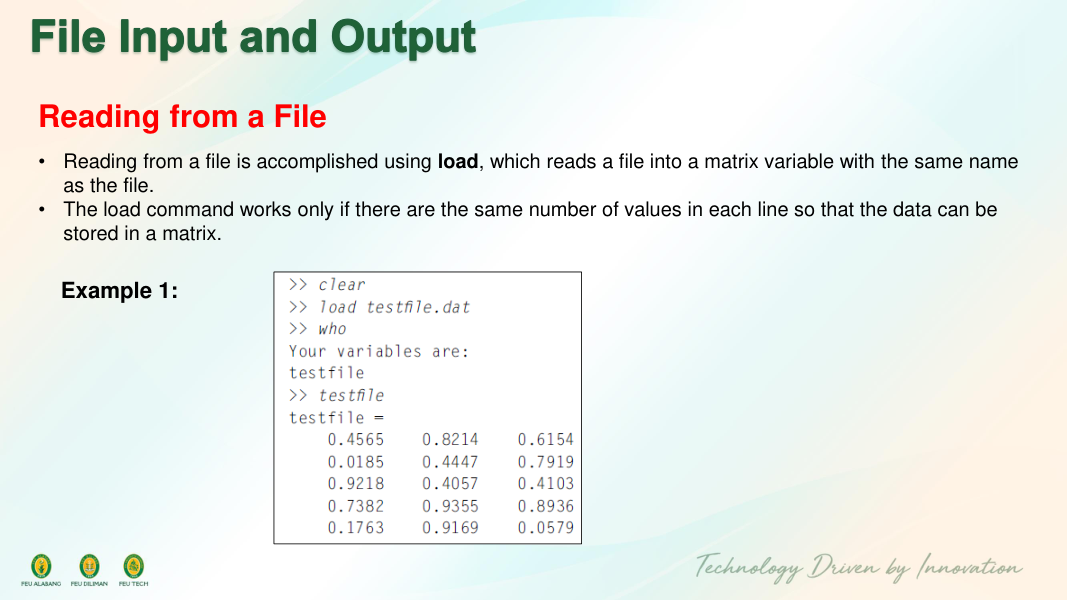 File Input and Output
Reading from a File
• Reading from a file is accomplished using load, which reads a file into a matrix variable with the same name
as the file.
• The load command works only if there are the same number of values in each line so that the data can be
stored in a matrix.
Example 1:
>> clear
>> load testfile.dat
>> who
Your variables are:
testfile
>> testfile
testfile =
0.4565 0.8214 0.6154
0.0185 0.4447 0.7919
0.9218 0.4057 0.4103
0.7382 0.9355 0.8936
0.1763 0.9169 0.0579
FEU ALABANG FEU DILIMAN FEU TECH
Technology Driven by Innovation